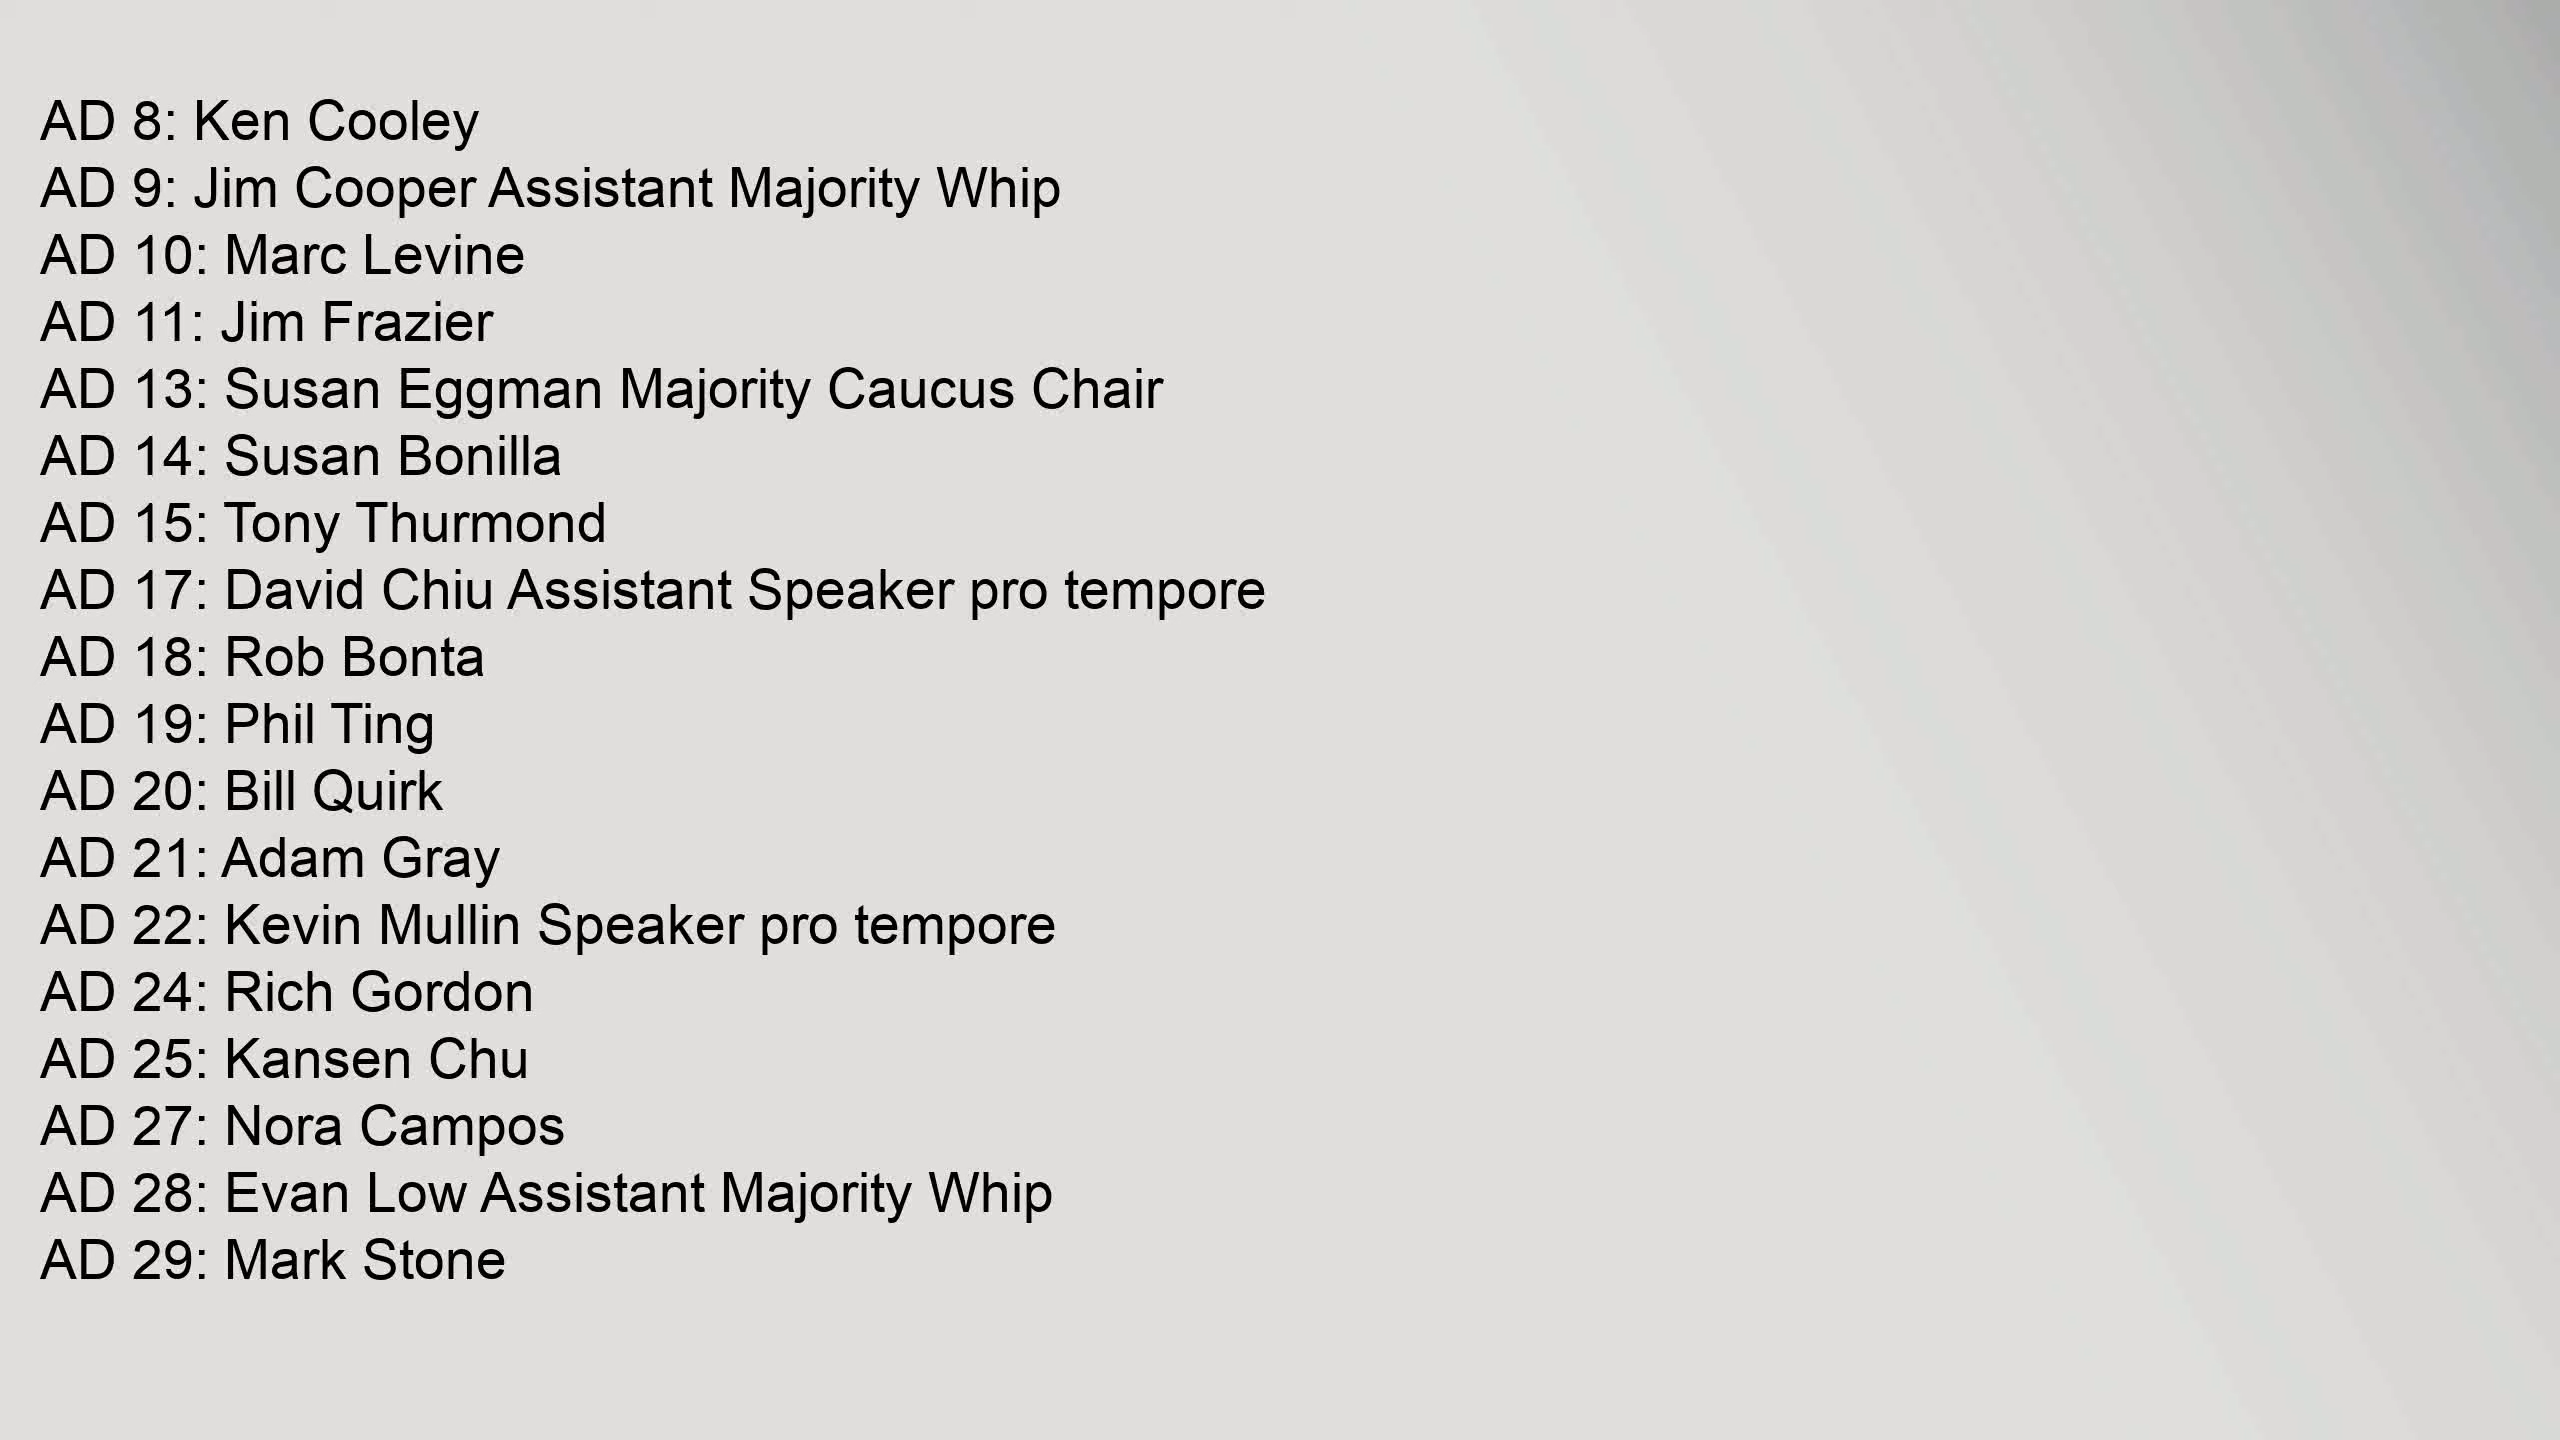 AD 8: Ken Cooley
AD 9: Jim Cooper Assistant Majority Whip
AD 10: Marc Levine
AD 11: Jim Frazier
AD 13: Susan Eggman Majority Caucus Chair
AD 14: Susan Bonilla
AD 15: Tony Thurmond
AD 17: David Chiu Assistant Speaker pro tempore
AD 18: Rob Bonta
AD 19: Phil Ting
AD 20: Bill Quirk
AD 21: Adam Gray
AD 22: Kevin Mullin Speaker pro tempore
AD 24: Rich Gordon
AD 25: Kansen Chu
AD 27: Nora Campos
AD 28: Evan Low Assistant Majority Whip
AD 29: Mark Stone